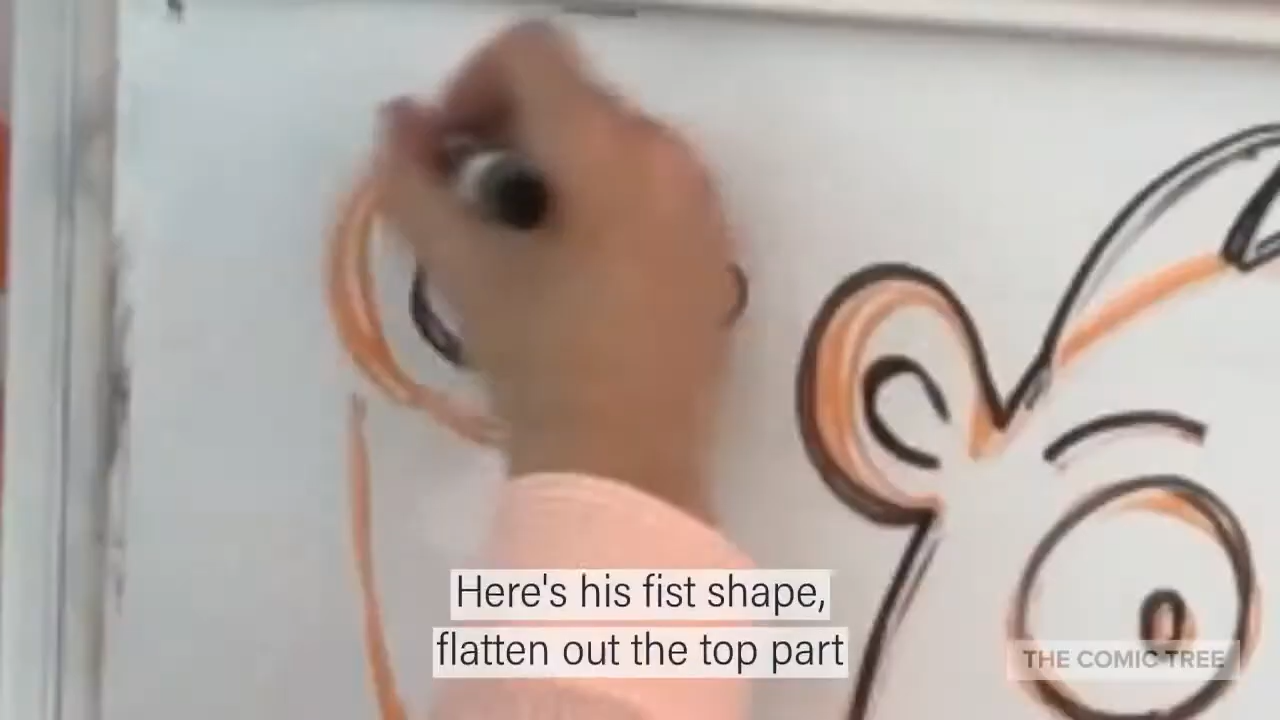 Here's his fist shape,
flatten out the top part
THE COMIC TREE